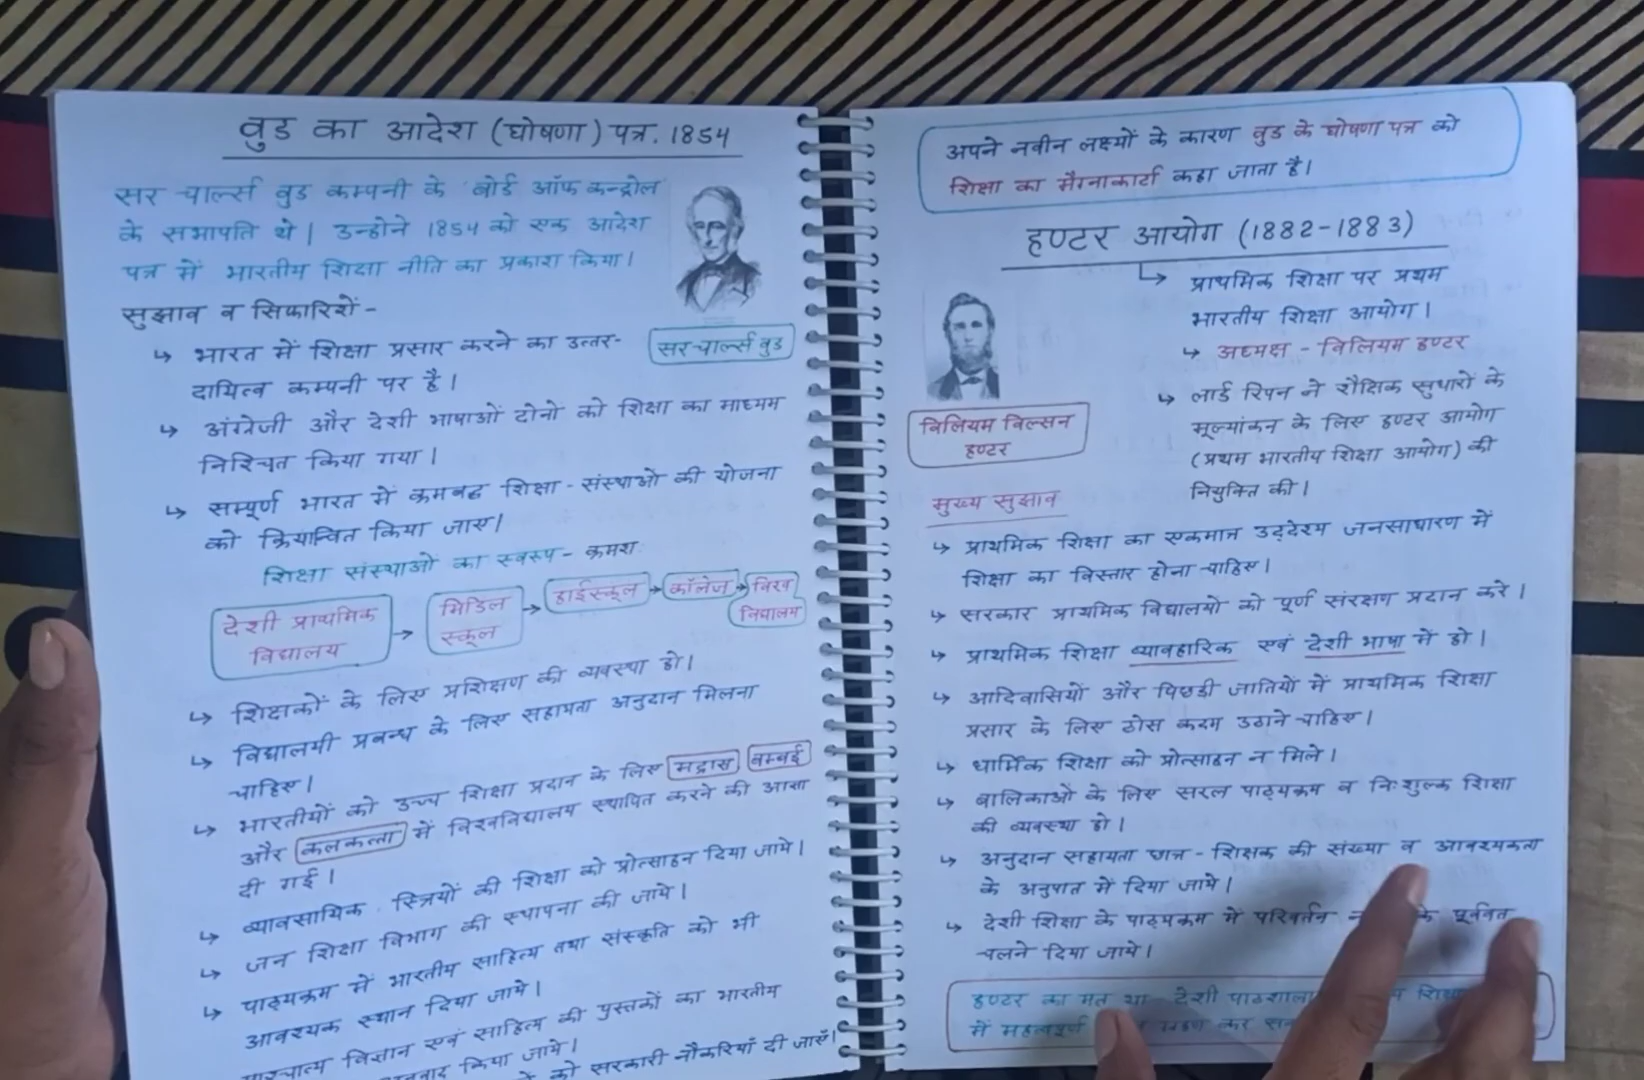 वुड का आदेश (घोषणा) पत्र. 1854
सर चार्ल्स वुड कम्पनी के बोर्ड ऑफ कन्ट्रोल
के सभापति थे। उन्होने 1854 को एक आदेश
पत्र में भारतीय शिक्षा नीति का प्रकाश किया।
सुझाव व सिफारिशें-
सर चार्ल्स वुड
↳ भारत में शिक्षा प्रसार करने का उत्तर-
दायित्व कम्पनी पर है।
↳ अंग्रेजी और देशी भाषाओं दोनों को शिक्षा का माध्यम
निश्चित किया गया।
↳ सम्पूर्ण भारत में क्रमबद्ध शिक्षा-संस्थाओं की योजना
को क्रियान्वित किया जाए।
शिक्षा संस्थाओं का स्वरूप- क्रमश
देशी प्राथमिक
विद्यालय
→ मिडिल
स्कूल
→ हाईस्कूल → कॉलेज → विश्व
विद्यालय
↳ शिक्षकों के लिए प्रशिक्षण की व्यवस्था हो।
↳ विद्यालयी प्रबन्ध के लिए सहायता अनुदान मिलना
चाहिए।
↳ भारतीयों को उच्च शिक्षा प्रदान के लिए मद्रास बम्बई
और कलकत्ता में विश्वविद्यालय स्थापित करने की आज्ञा
दी गई।
↳ व्यावसायिक स्त्रियों की शिक्षा को प्रोत्साहन दिया जाये।
↳ जन शिक्षा विभाग की स्थापना की जाये।
↳ पाठ्यक्रम में भारतीय साहित्य तथा संस्कृति को भी
आवश्यक स्थान दिया जाये।
पाश्चात्य विज्ञान एवं साहित्य की पुस्तकों का भारतीय
किया जाये।
को सरकारी नौकरियाँ दी जाएँ।
अपने नवीन लक्ष्यों के कारण वुड के घोषणा पत्र को
शिक्षा का मैग्नाकार्टा कहा जाता है।
हण्टर आयोग (1882-1883)
↳ प्राथमिक शिक्षा पर प्रथम
भारतीय शिक्षा आयोग।
↳ अध्यक्ष - विलियम हण्टर
विलियम विल्सन
हण्टर
↳ लार्ड रिपन ने शैक्षिक सुधारों के
मूल्यांकन के लिए हण्टर आयोग
(प्रथम भारतीय शिक्षा आयोग) की
नियुक्ति की।
मुख्य सुझाव
↳ प्राथमिक शिक्षा का एकमात्र उद्देश्य जनसाधारण में
शिक्षा का विस्तार होना चाहिए।
↳ सरकार प्राथमिक विद्यालयों को पूर्ण संरक्षण प्रदान करे।
↳ प्राथमिक शिक्षा व्यावहारिक एवं देशी भाषा में हो।
↳ आदिवासियों और पिछड़ी जातियों में प्राथमिक शिक्षा
प्रसार के लिए ठोस कदम उठाने चाहिए।
↳ धार्मिक शिक्षा को प्रोत्साहन न मिले।
↳ बालिकाओं के लिए सरल पाठ्यक्रम व निःशुल्क शिक्षा
की व्यवस्था हो।
↳ अनुदान सहायता छात्र-शिक्षक की संख्या व आवश्यकता
के अनुपात में दिया जाये।
↳ देशी शिक्षा के पाठ्यक्रम में परिवर्तन के पूर्ववत
चलने दिया जाये।
हण्टर का मत था देशी
में महत्वपूर्ण कर